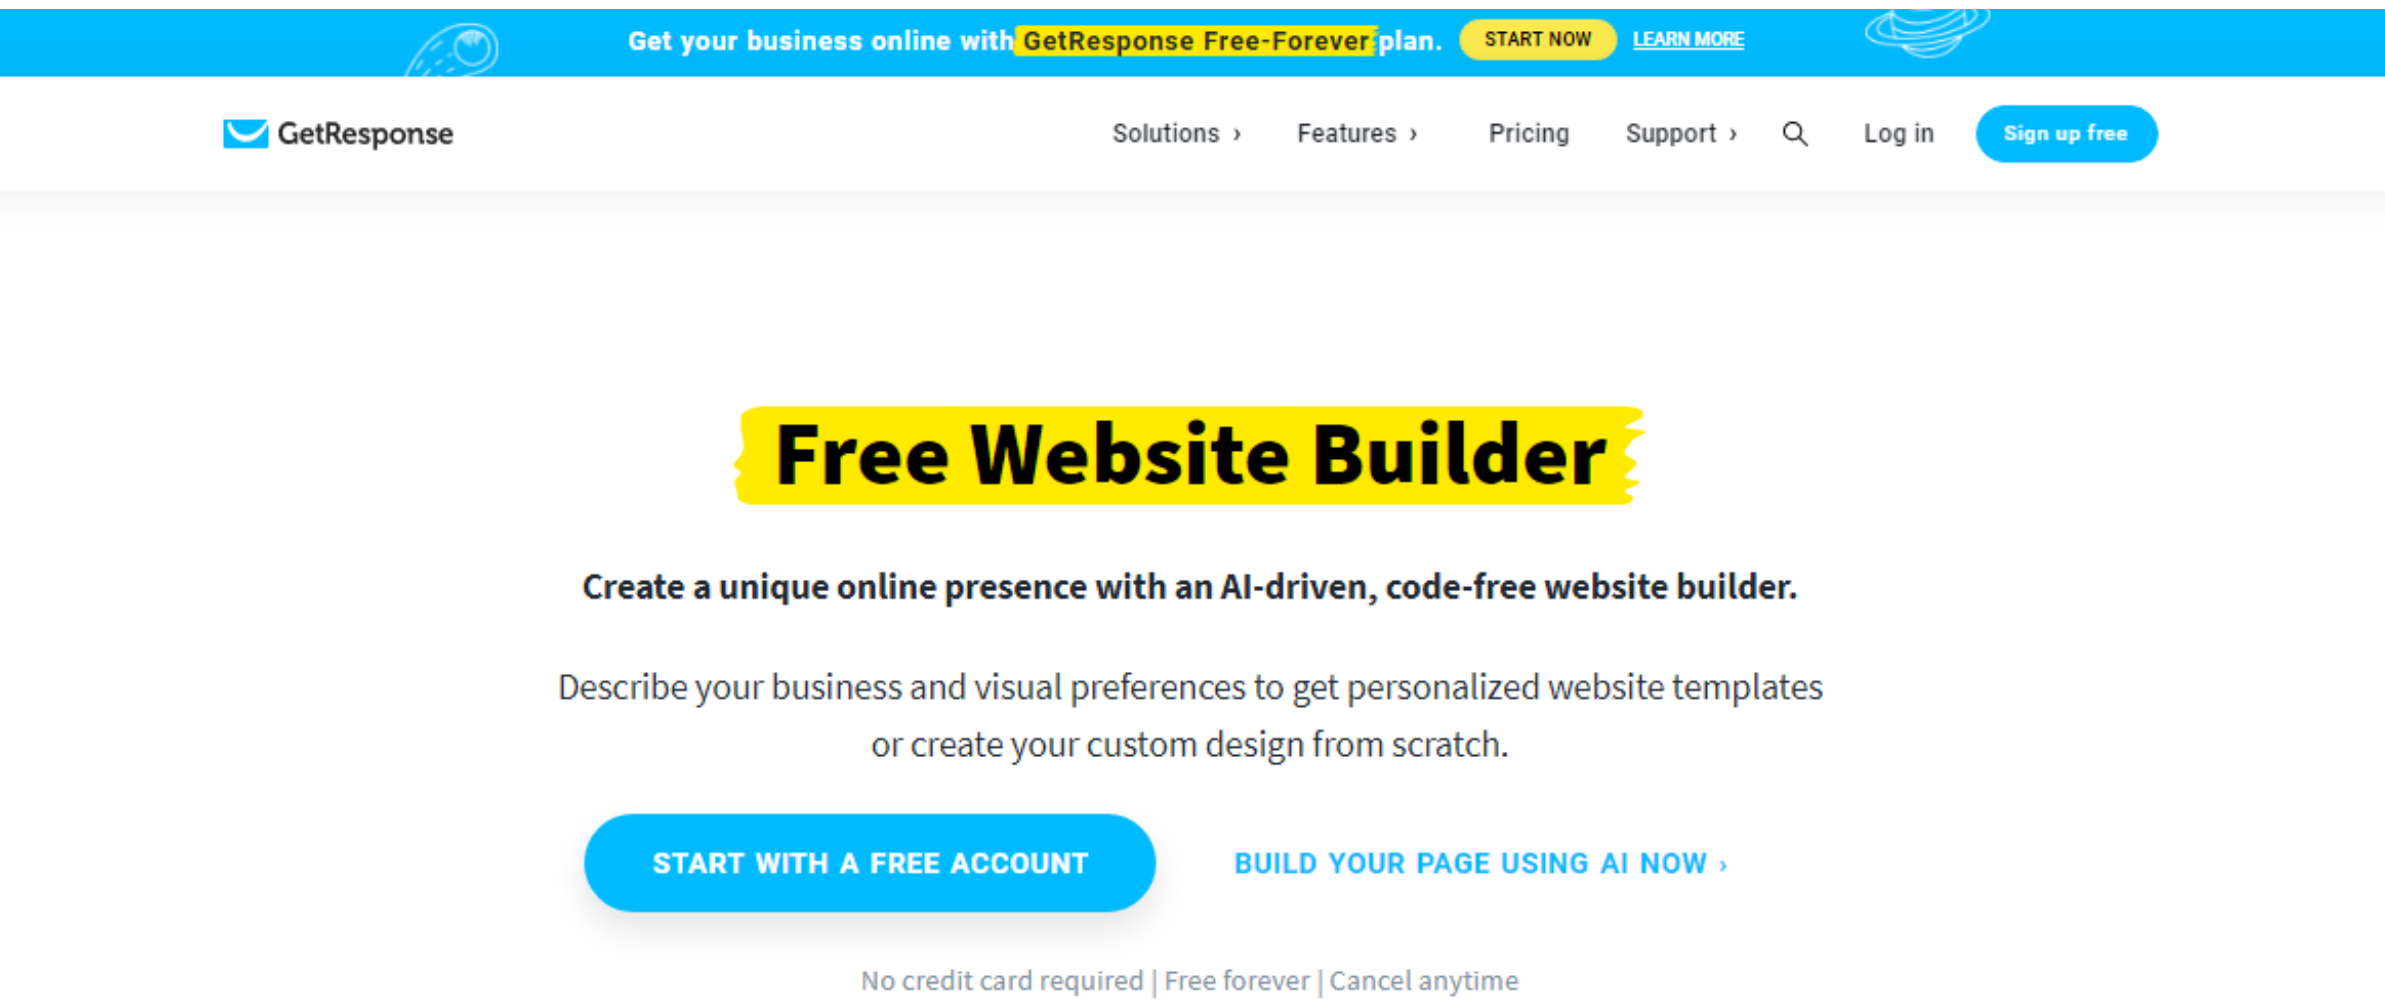 Get your business online with GetResponse Free-Forever plan. START NOW LEARN MORE
GetResponse Solutions › Features › Pricing Support › Log in Sign up free
Free Website Builder
Create a unique online presence with an AI-driven, code-free website builder.
Describe your business and visual preferences to get personalized website templates
or create your custom design from scratch.
START WITH A FREE ACCOUNT BUILD YOUR PAGE USING AI NOW ›
No credit card required | Free forever | Cancel anytime